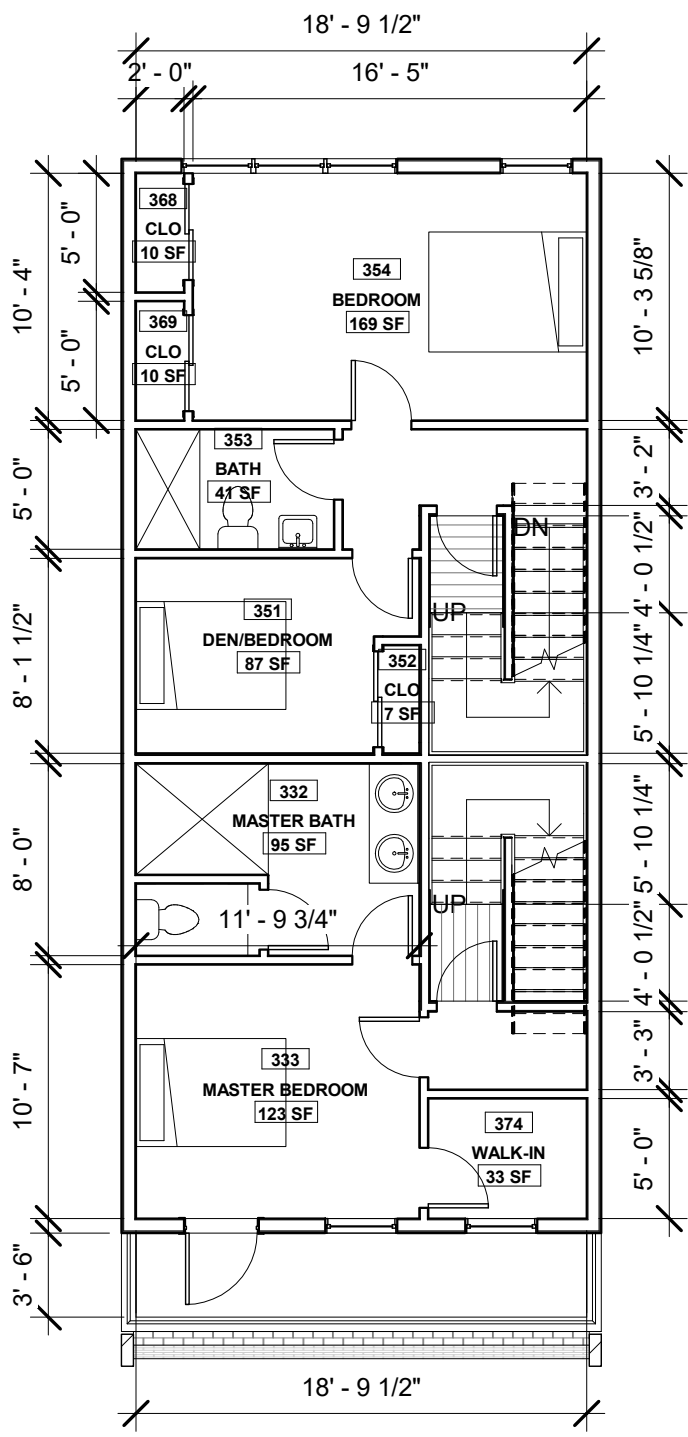 18' - 9 1/2"
2' - 0"
16' - 5"
10' - 4"
5' - 0"
5' - 0"
368
CLO
10 SF
369
CLO
10 SF
354
BEDROOM
169 SF
10' - 3 5/8"
5' - 0"
353
BATH
41 SF
3' - 2"
DN
4' - 0 1/2"
UP
8' - 1 1/2"
351
DEN/BEDROOM
87 SF
352
CLO
7 SF
5' - 10 1/4"
8' - 0"
332
MASTER BATH
95 SF
5' - 10 1/4"
UP
11' - 9 3/4"
4' - 0 1/2"
10' - 7"
333
MASTER BEDROOM
123 SF
3' - 3"
374
WALK-IN
33 SF
5' - 0"
3' - 6"
18' - 9 1/2"